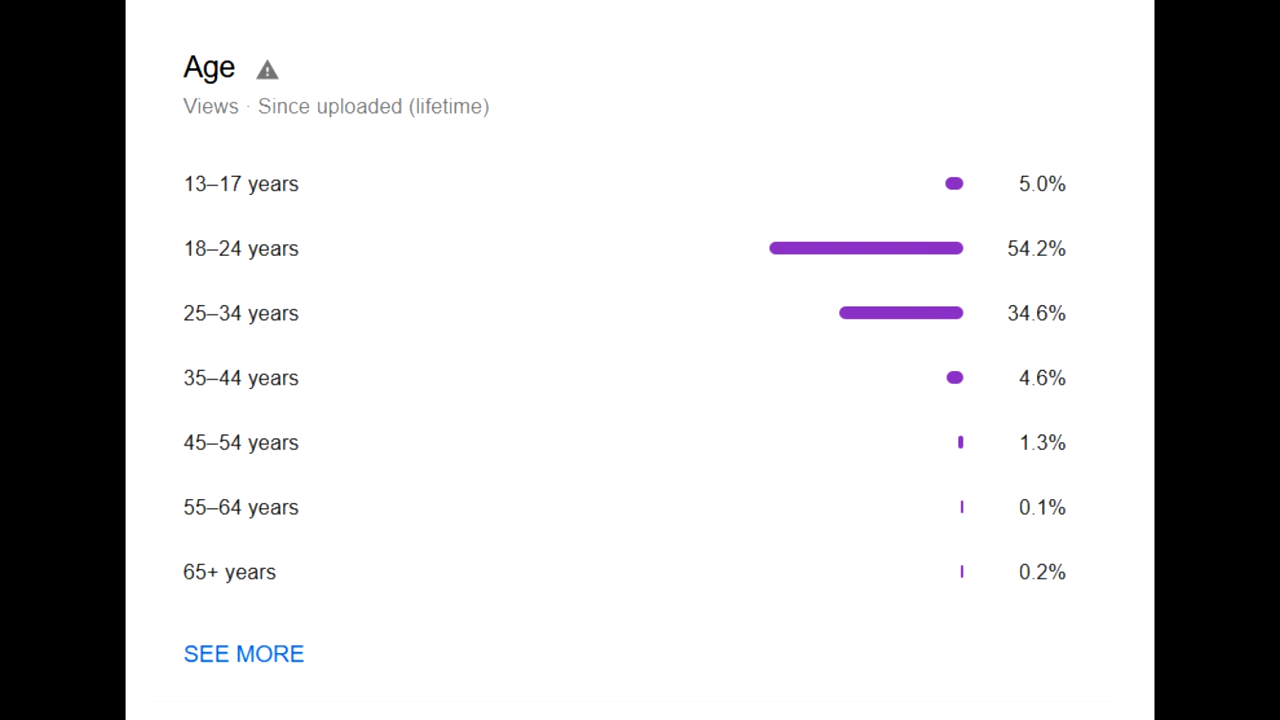 Age
Views · Since uploaded (lifetime)
13–17 years 5.0%
18–24 years 54.2%
25–34 years 34.6%
35–44 years 4.6%
45–54 years 1.3%
55–64 years 0.1%
65+ years 0.2%
SEE MORE